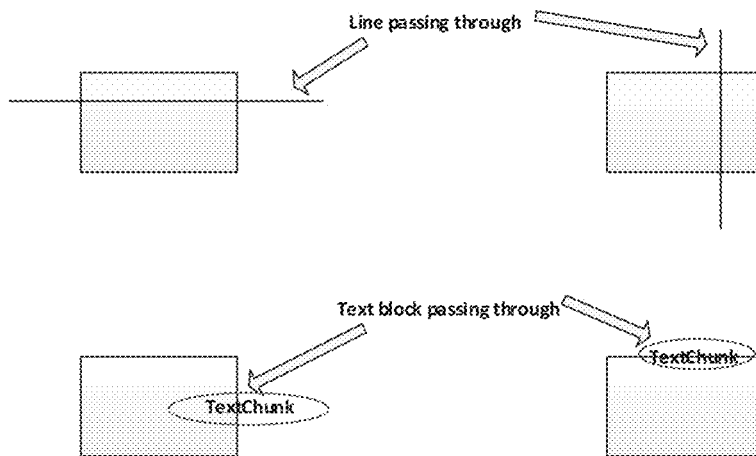 Line passing through
Text block passing through
TextChunk
TextChunk